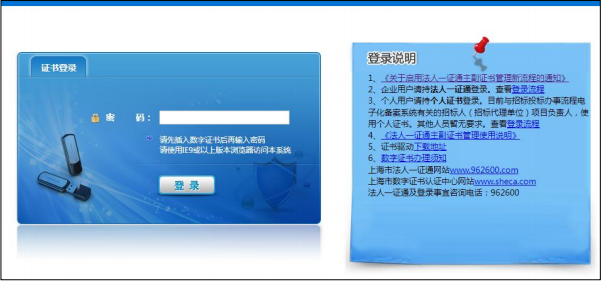 证书登录
密 码：
请先插入数字证书后再输入密码
请使用IE9或以上版本浏览器访问本系统
登 录
登录说明
1、《关于启用法人一证通主副证书管理新流程的通知》
2、企业用户请持法人一证通登录。查看登录流程
3、个人用户请持个人证书登录。目前与招标投标办事流程电
子化备案系统有关的招标人（招标代理单位）项目负责人，使
用个人证书。其他人员暂无要求。查看登录流程
4、《法人一证通主副证书管理使用说明》
5、证书驱动下载地址
6、数字证书办理须知
上海市法人一证通网站www.962600.com
上海市数字证书认证中心网站www.sheca.com
法人一证通及登录事宜咨询电话：962600